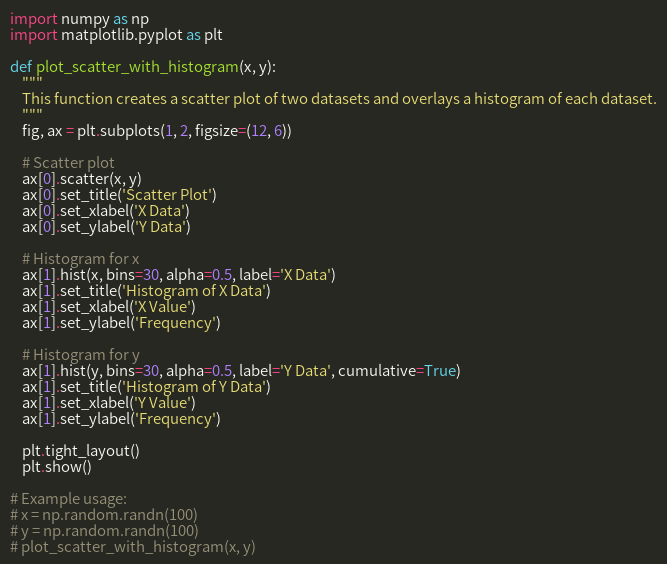 import numpy as np
import matplotlib.pyplot as plt

def plot_scatter_with_histogram(x, y):
    """
    This function creates a scatter plot of two datasets and overlays a histogram of each dataset.
    """
    fig, ax = plt.subplots(1, 2, figsize=(12, 6))

    # Scatter plot
    ax[0].scatter(x, y)
    ax[0].set_title('Scatter Plot')
    ax[0].set_xlabel('X Data')
    ax[0].set_ylabel('Y Data')

    # Histogram for x
    ax[1].hist(x, bins=30, alpha=0.5, label='X Data')
    ax[1].set_title('Histogram of X Data')
    ax[1].set_xlabel('X Value')
    ax[1].set_ylabel('Frequency')

    # Histogram for y
    ax[1].hist(y, bins=30, alpha=0.5, label='Y Data', cumulative=True)
    ax[1].set_title('Histogram of Y Data')
    ax[1].set_xlabel('Y Value')
    ax[1].set_ylabel('Frequency')

    plt.tight_layout()
    plt.show()

# Example usage:
# x = np.random.randn(100)
# y = np.random.randn(100)
# plot_scatter_with_histogram(x, y)